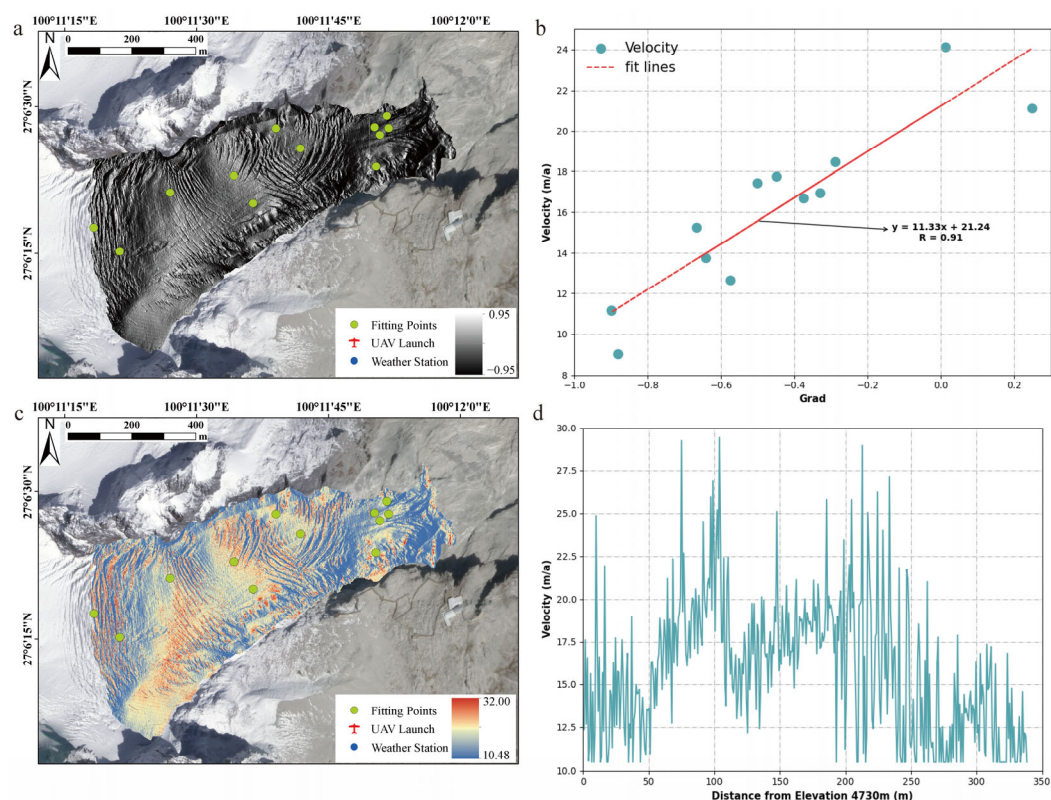 a
100°11'15"E 100°11'30"E 100°11'45"E 100°12'0"E
N
0 200 400
m
27°6'30"N
27°6'15"N
Fitting Points
UAV Launch
Weather Station
0.95
−0.95
b
Velocity
fit lines
24
22
20
18
16
14
12
10
8
Velocity (m/a)
y = 11.33x + 21.24
R = 0.91
−1.0 −0.8 −0.6 −0.4 −0.2 0.0 0.2
Grad
c
100°11'15"E 100°11'30"E 100°11'45"E 100°12'0"E
N
0 200 400
m
27°6'30"N
27°6'15"N
Fitting Points
UAV Launch
Weather Station
32.00
10.48
d
30.0
27.5
25.0
22.5
20.0
17.5
15.0
12.5
10.0
Velocity (m/a)
0 50 100 150 200 250 300 350
Distance from Elevation 4730m (m)